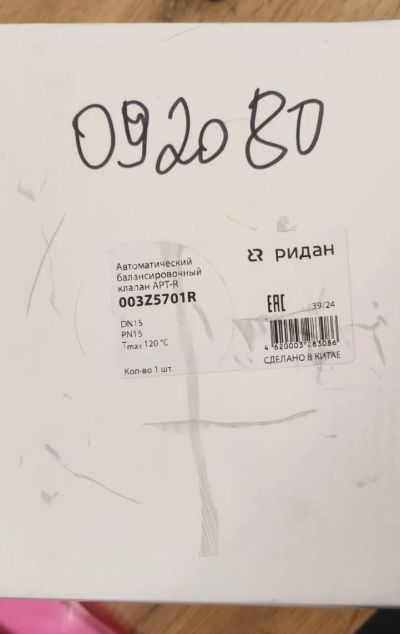 092080
Автоматический
балансировочный
клапан APT-R
003Z5701R
DN15
PN15
Tmax 120 °C
Кол-во 1 шт.
ридан
EAC 39/24
4 620003 283086
СДЕЛАНО В КИТАЕ